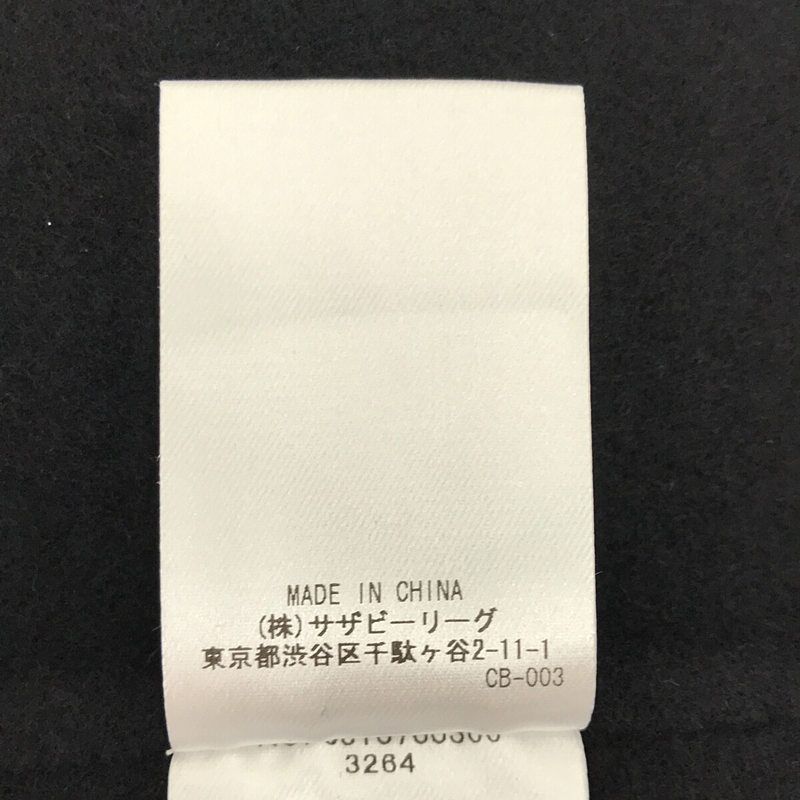 MADE IN CHINA
(株)サザビーリーグ
東京都渋谷区千駄ヶ谷2-11-1
CB-003
3264